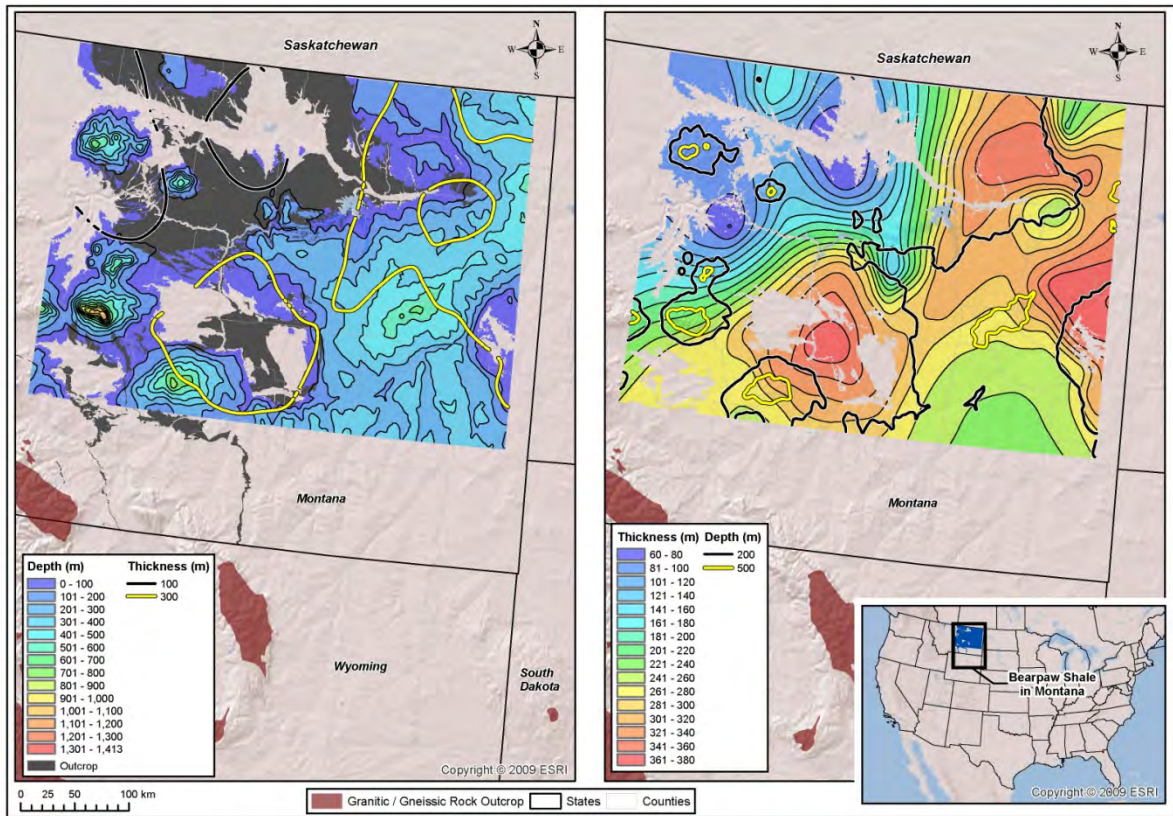 N
W E
S
Saskatchewan
Montana
Wyoming
South
Dakota
Depth (m)
0 - 100
101 - 200
201 - 300
301 - 400
401 - 500
501 - 600
601 - 700
701 - 800
801 - 900
901 - 1,000
1,001 - 1,100
1,101 - 1,200
1,201 - 1,300
1,301 - 1,413
Outcrop
Thickness (m)
100
300
Copyright © 2009 ESRI
0 25 50 100 km
N
W E
S
Saskatchewan
Montana
Thickness (m)
60 - 80
81 - 100
101 - 120
121 - 140
141 - 160
161 - 180
181 - 200
201 - 220
221 - 240
241 - 260
261 - 280
281 - 300
301 - 320
321 - 340
341 - 360
361 - 380
Depth (m)
200
500
Bearpaw Shale
in Montana
Copyright © 2009 ESRI
Granitic / Gneissic Rock Outcrop States Counties